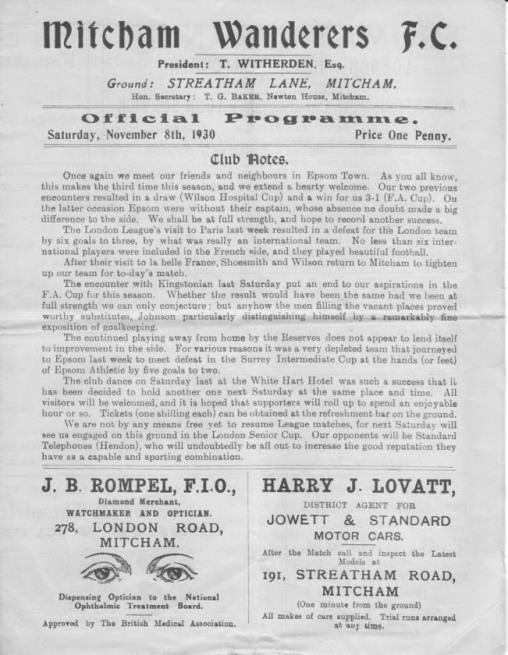 Mitcham Wanderers F.C.
President: T. WITHERDEN, Esq.
Ground: STREATHAM LANE, MITCHAM.
Hon. Secretary: T. G. BAKER, Newton House, Mitcham.
Official Programme.
Saturday, November 8th, 1930 Price One Penny.
Club Notes.
Once again we meet our friends and neighbours in Epsom Town. As you all know,
this makes the third time this season, and we extend a hearty welcome. Our two previous
encounters resulted in a draw (Wilson Hospital Cup) and a win for us 3-1 (F.A. Cup). On
the latter occasion Epsom were without their captain, whose absence no doubt made a big
difference to the side. We shall be at full strength, and hope to record another success.
The London League's visit to Paris last week resulted in a defeat for the London team
by six goals to three, by what was really an international team. No less than six inter-
national players were included in the French side, and they played beautiful football.
After their visit to la belle France, Shoesmith and Wilson return to Mitcham to tighten
up our team for to-day's match.
The encounter with Kingstonian last Saturday put an end to our aspirations in the
F.A. Cup for this season. Whether the result would have been the same had we been at
full strength we can only conjecture; but anyhow the men filling the vacant places proved
worthy substitutes, Johnson particularly distinguishing himself by a remarkably fine
exposition of goalkeeping.
The continued playing away from home by the Reserves does not appear to lend itself
to improvement in the side. For various reasons it was a very depleted team that journeyed
to Epsom last week to meet defeat in the Surrey Intermediate Cup at the hands (or feet)
of Epsom Athletic by five goals to two.
The club dance on Saturday last at the White Hart Hotel was such a success that it
has been decided to hold another one next Saturday at the same place and time. All
visitors will be welcomed, and it is hoped that supporters will roll up to spend an enjoyable
hour or so. Tickets (one shilling each) can be obtained at the refreshment bar on the ground.
We are not by any means free yet to resume League matches, for next Saturday will
see us engaged on this ground in the London Senior Cup. Our opponents will be Standard
Telephones (Hendon), who will undoubtedly be all out to increase the good reputation they
have as a capable and sporting combination.
J. B. ROMPEL, F.I.O.,
Diamond Merchant,
WATCHMAKER AND OPTICIAN.
278, LONDON ROAD,
MITCHAM.
Dispensing Optician to the National
Ophthalmic Treatment Board.
Approved by The British Medical Association.
HARRY J. LOVATT,
DISTRICT AGENT FOR
JOWETT & STANDARD
MOTOR CARS.
After the Match call and inspect the Latest
Models at
191, STREATHAM ROAD,
MITCHAM
(One minute from the ground)
All makes of cars supplied. Trial runs arranged
at any time.